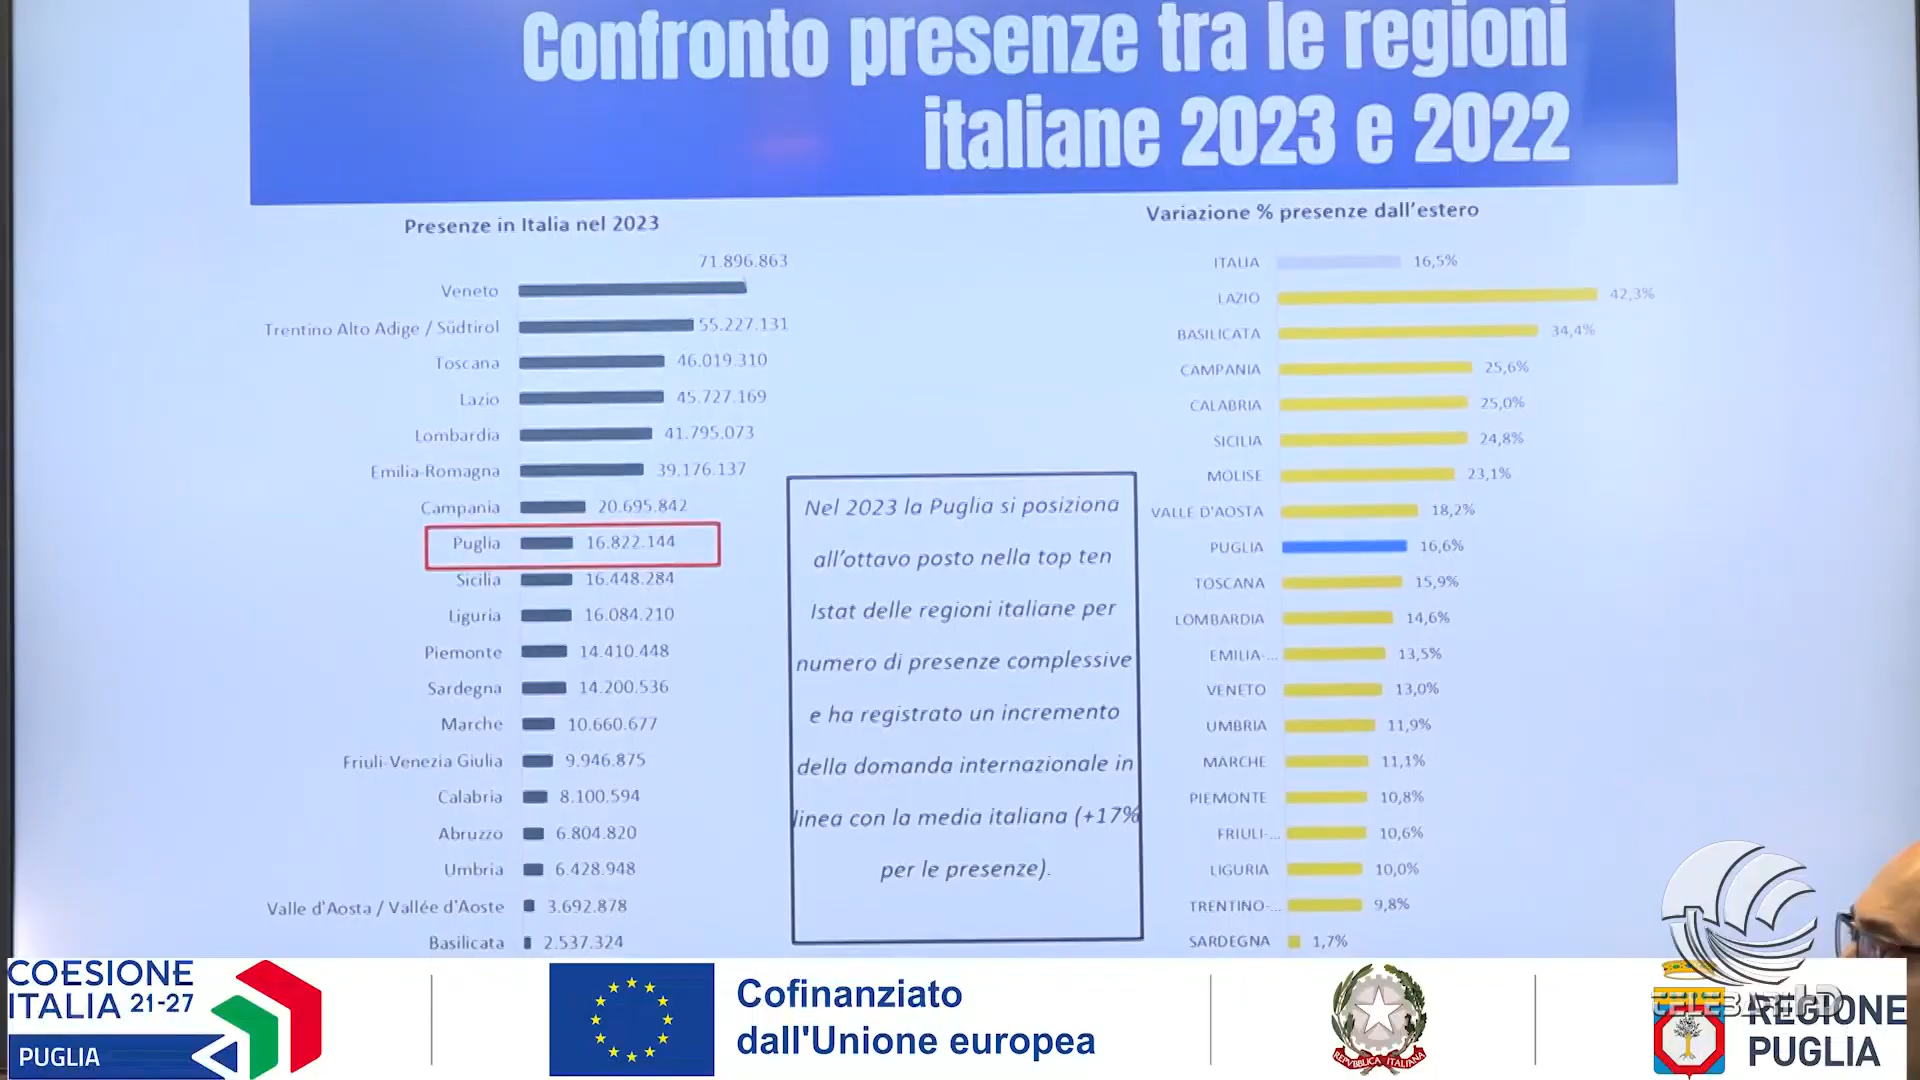 Confronto presenze tra le regioni
italiane 2023 e 2022
Presenze in Italia nel 2023
71.896.863
Veneto
Trentino Alto Adige / Südtirol 55.227.131
Toscana 46.019.310
Lazio 45.727.169
Lombardia 41.795.073
Emilia-Romagna 39.176.137
Campania 20.695.842
Puglia 16.822.144
Sicilia 16.448.284
Liguria 16.084.210
Piemonte 14.410.448
Sardegna 14.200.536
Marche 10.660.677
Friuli-Venezia Giulia 9.946.875
Calabria 8.100.594
Abruzzo 6.804.820
Umbria 6.428.948
Valle d'Aosta / Vallée d'Aoste 3.692.878
Basilicata 2.537.324
Nel 2023 la Puglia si posiziona
all'ottavo posto nella top ten
Istat delle regioni italiane per
numero di presenze complessive
e ha registrato un incremento
della domanda internazionale in
linea con la media italiana (+17%
per le presenze).
Variazione % presenze dall'estero
ITALIA 16,5%
LAZIO 42,3%
BASILICATA 34,4%
CAMPANIA 25,6%
CALABRIA 25,0%
SICILIA 24,8%
MOLISE 23,1%
VALLE D'AOSTA 18,2%
PUGLIA 16,6%
TOSCANA 15,9%
LOMBARDIA 14,6%
EMILIA-... 13,5%
VENETO 13,0%
UMBRIA 11,9%
MARCHE 11,1%
PIEMONTE 10,8%
FRIULI-... 10,6%
LIGURIA 10,0%
TRENTINO-... 9,8%
SARDEGNA 1,7%
COESIONE
ITALIA 21-27
PUGLIA
Cofinanziato
dall'Unione europea
REPVBBLICA ITALIANA
TELEBARI HD
REGIONE
PUGLIA